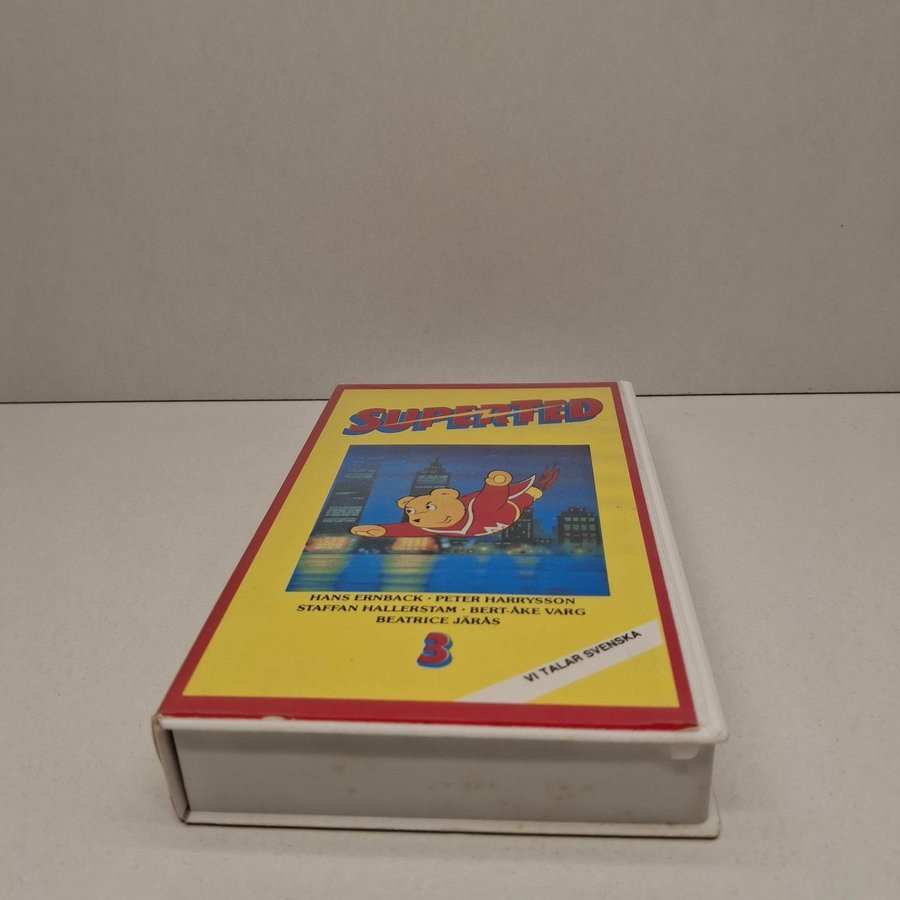 SUPERTED
HANS ERNBACK · PETER HARRYSSON
STAFFAN HALLERSTAM · BERT-ÅKE VARG
BEATRICE JÄRÅS
3
VI TALAR SVENSKA